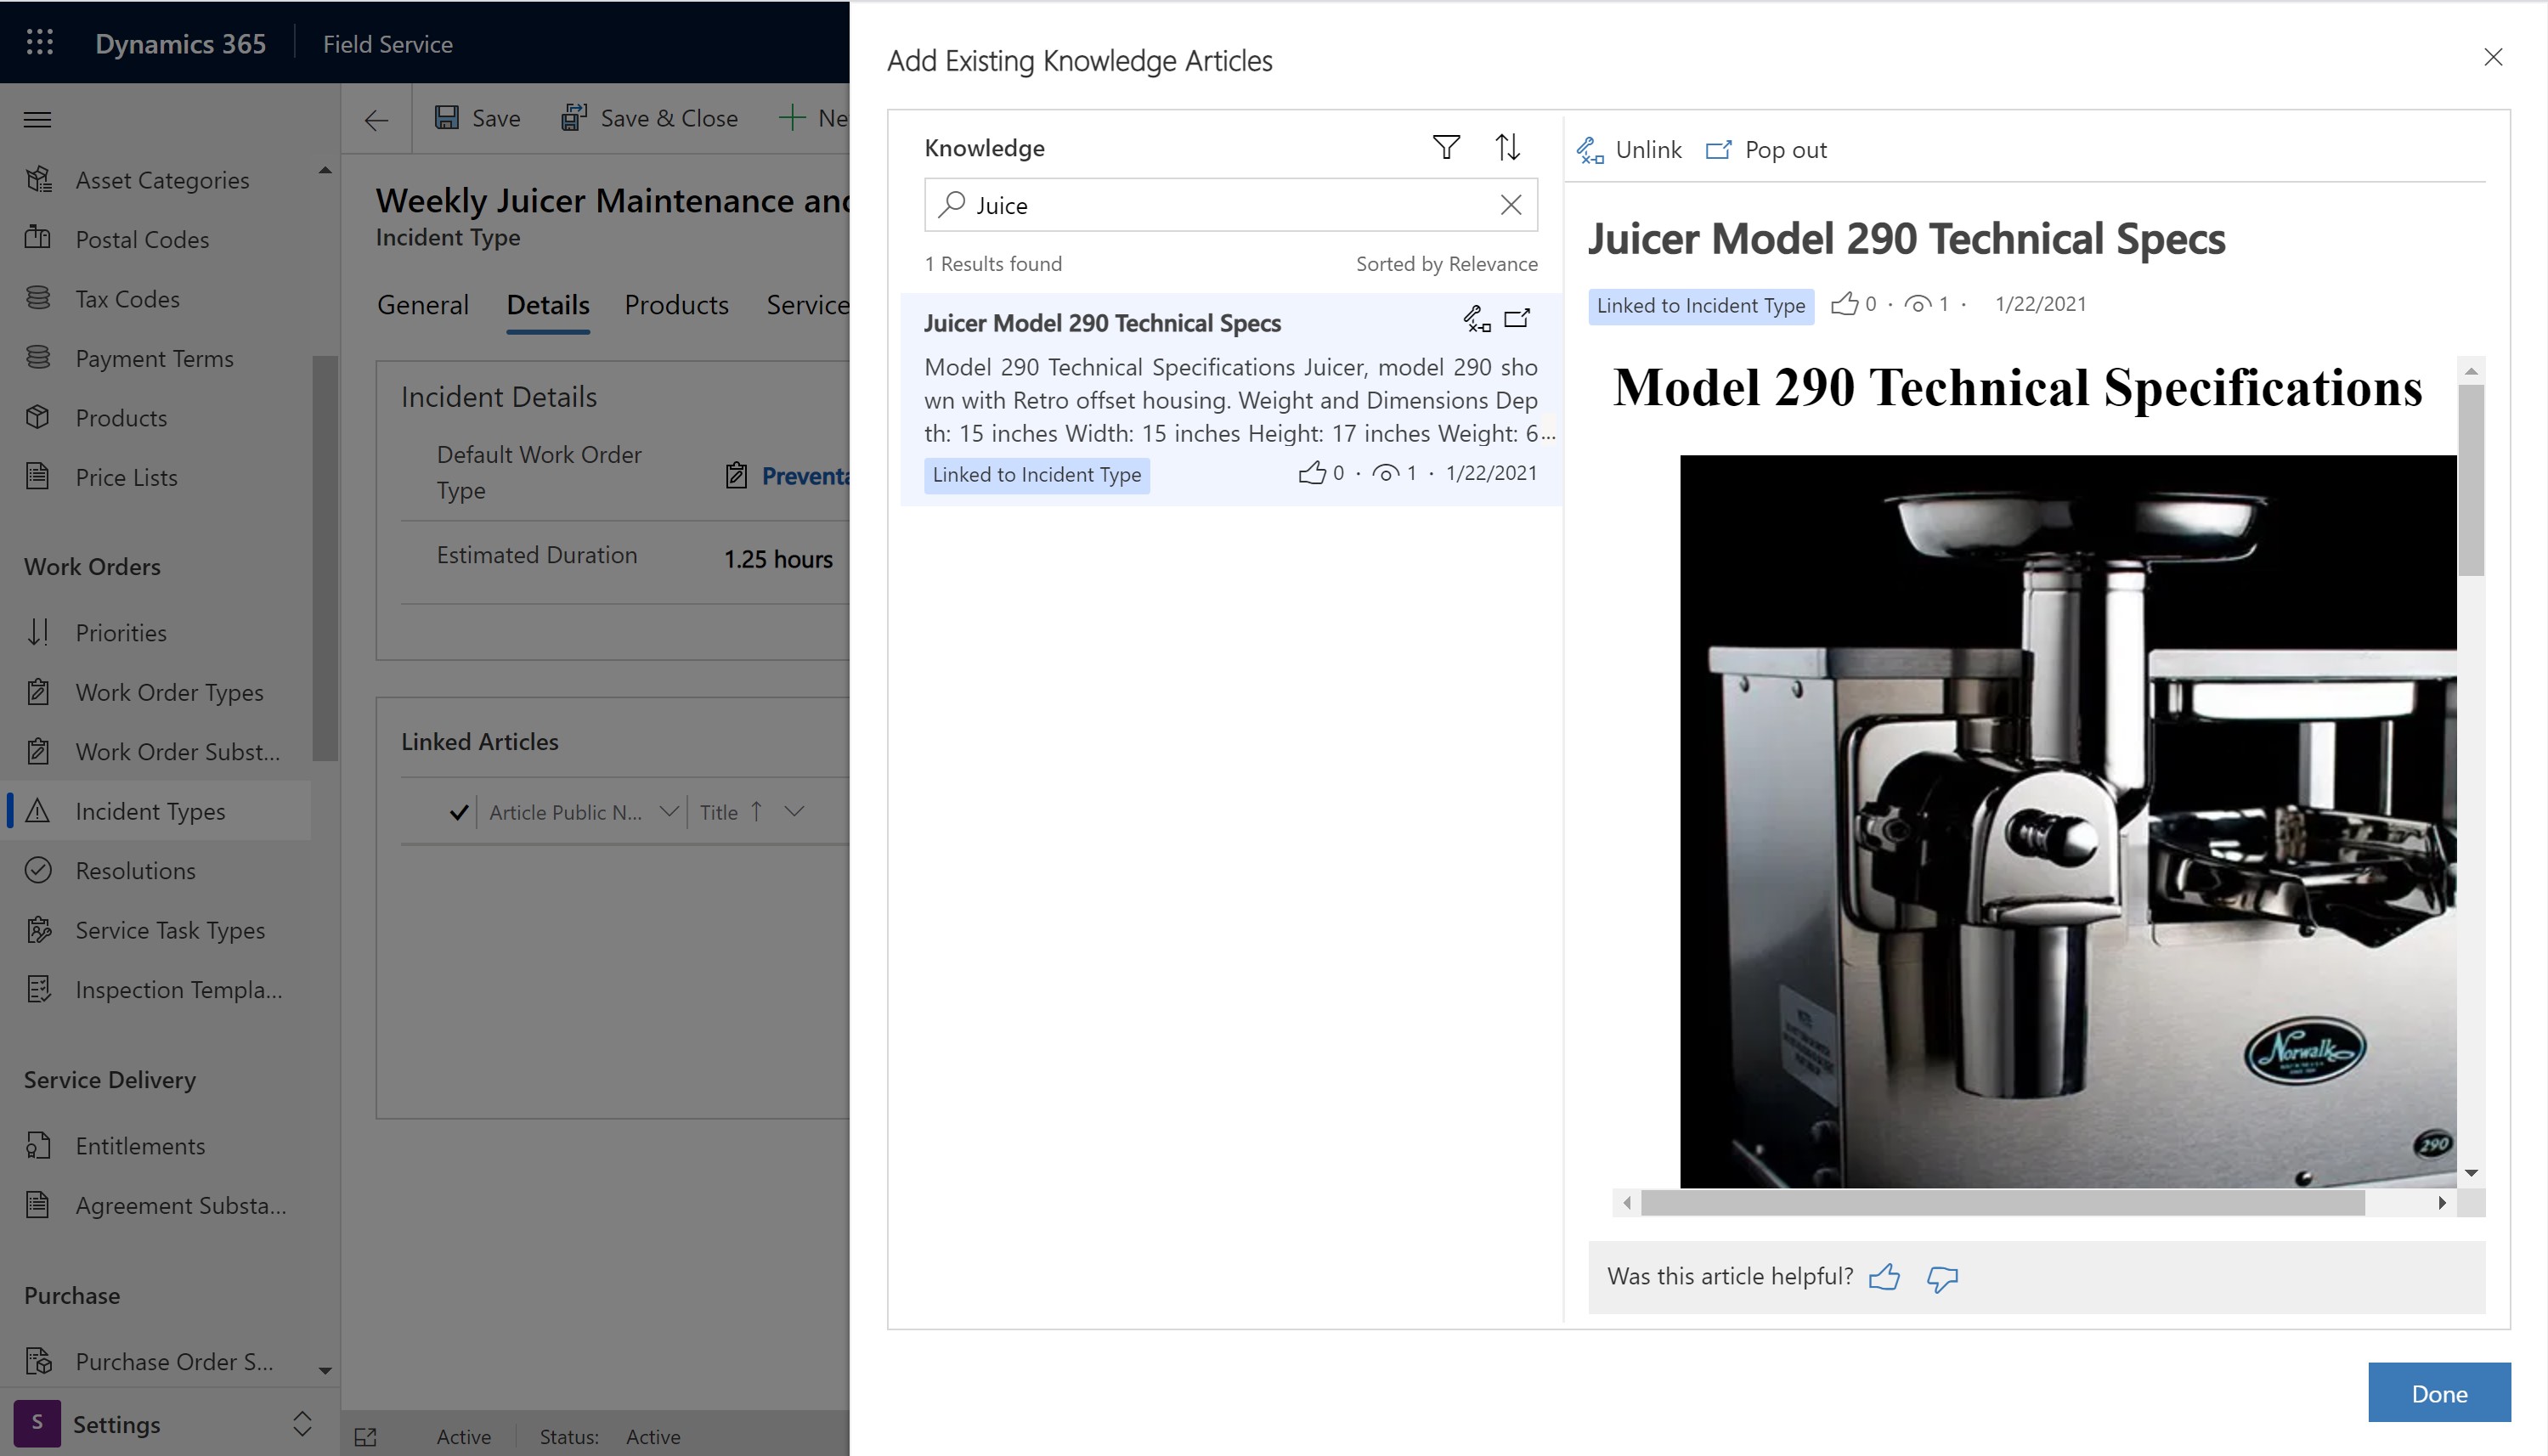 Dynamics 365
Field Service
Asset Categories
Postal Codes
Tax Codes
Payment Terms
Products
Price Lists
Work Orders
Priorities
Work Order Types
Work Order Subst...
Incident Types
Resolutions
Service Task Types
Inspection Templa...
Service Delivery
Entitlements
Agreement Substa...
Purchase
Purchase Order S...
S Settings
Save
Save & Close
Ne
Weekly Juicer Maintenance and
Incident Type
General Details Products Service
Incident Details
Default Work Order
Type
Preventa
Estimated Duration
1.25 hours
Linked Articles
Article Public N...
Title
Active
Status: Active
Add Existing Knowledge Articles
Knowledge
Juice
1 Results found
Sorted by Relevance
Juicer Model 290 Technical Specs
Model 290 Technical Specifications Juicer, model 290 sho
wn with Retro offset housing. Weight and Dimensions Dep
th: 15 inches Width: 15 inches Height: 17 inches Weight: 6...
Linked to Incident Type
0 · 1 · 1/22/2021
Unlink
Pop out
Juicer Model 290 Technical Specs
Linked to Incident Type
0 · 1 · 1/22/2021
Model 290 Technical Specifications
Norwalk
290
Was this article helpful?
Done